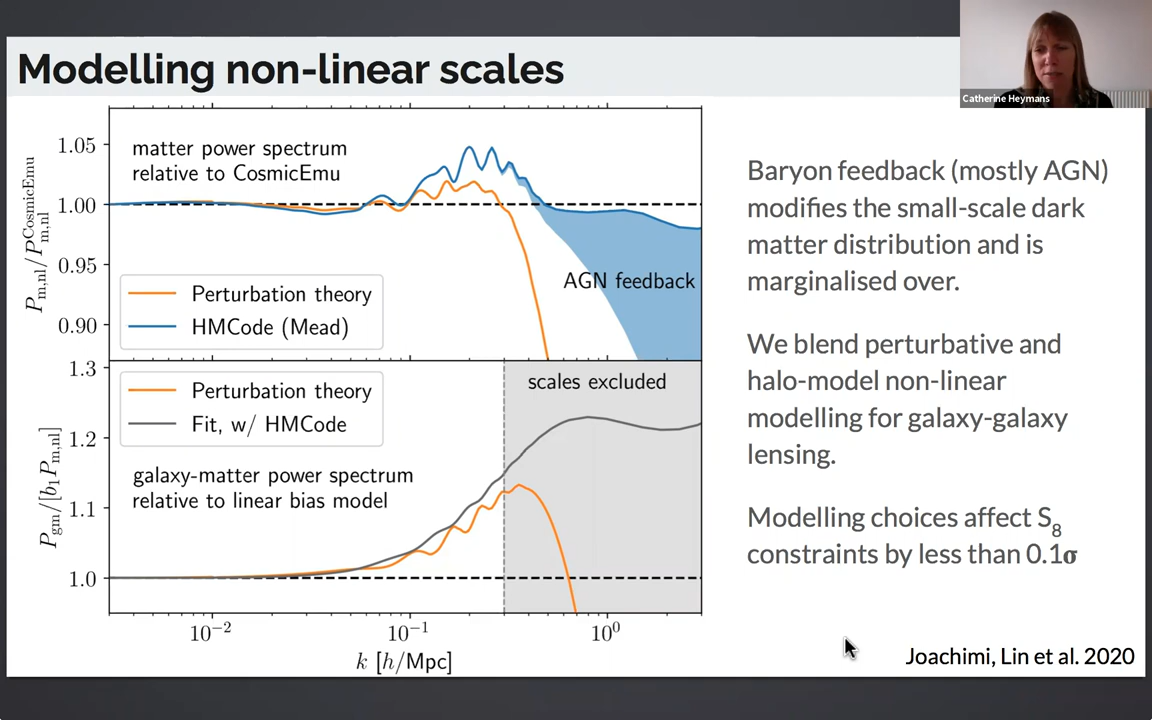 Modelling non-linear scales
Catherine Heymans
matter power spectrum
relative to CosmicEmu
1.05
1.00
0.95
0.90
P_m,nl/P_m,nl^CosmicEmu
AGN feedback
Perturbation theory
HMCode (Mead)
1.3
1.2
1.1
1.0
P_gm/[b_1 P_m,nl]
Perturbation theory
Fit, w/ HMCode
scales excluded
galaxy-matter power spectrum
relative to linear bias model
10^-2
10^-1
10^0
k [h/Mpc]
Baryon feedback (mostly AGN)
modifies the small-scale dark
matter distribution and is
marginalised over.
We blend perturbative and
halo-model non-linear
modelling for galaxy-galaxy
lensing.
Modelling choices affect S_8
constraints by less than 0.1σ
Joachimi, Lin et al. 2020